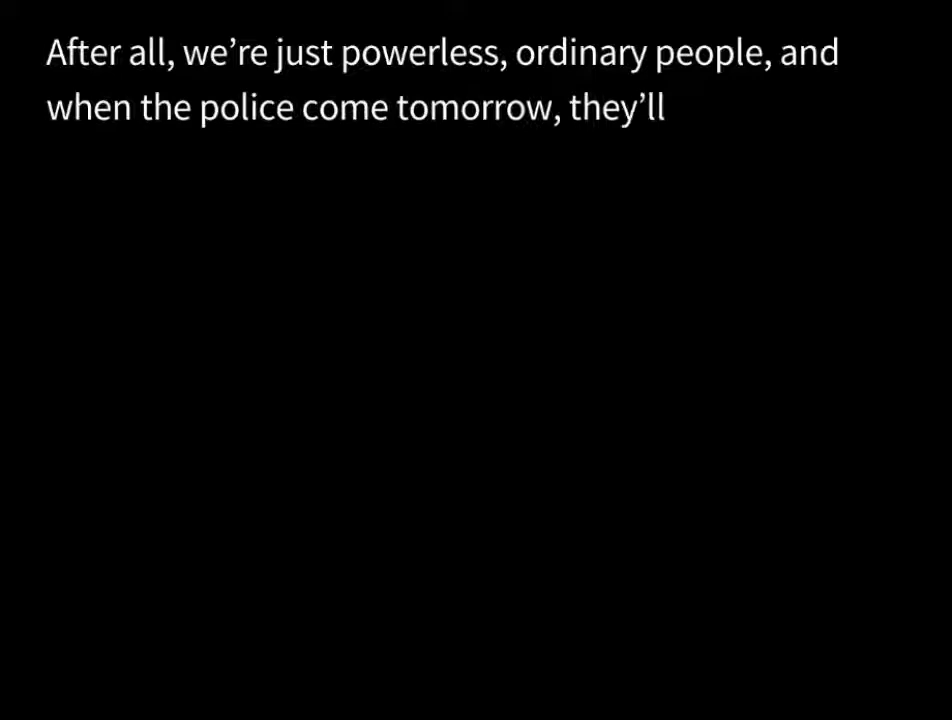 After all, we’re just powerless, ordinary people, and
when the police come tomorrow, they’ll